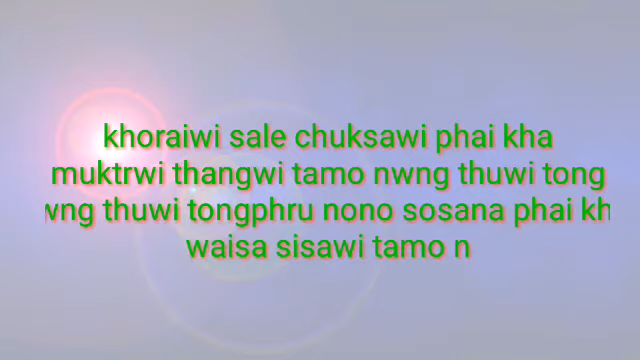 khoraiwi sale chuksawi phai kha
muktrwi thangwi tamo nwng thuwi tong
wng thuwi tongphru nono sosana phai kh
waisa sisawi tamo n